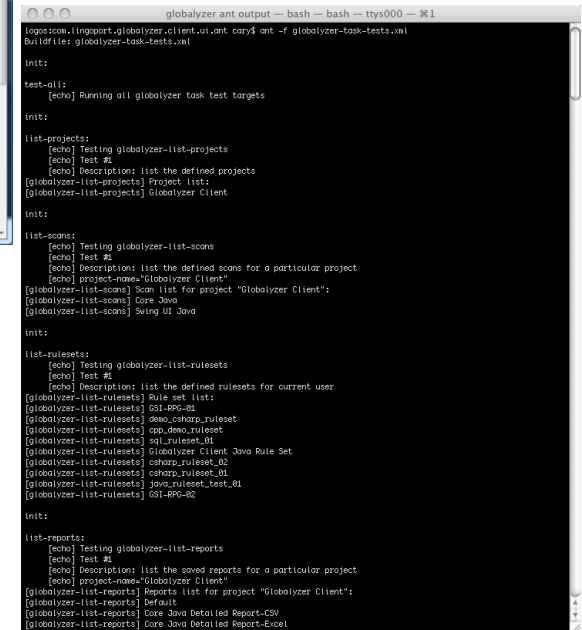 globalyzer ant output — bash — bash — ttys000 — ⌘1
logos:com.lingoport.globalyzer.client.ui.ant cary$ ant -f globalyzer-task-tests.xml
Buildfile: globalyzer-task-tests.xml
init:
test-all:
[echo] Running all globalyzer task test targets
init:
list-projects:
[echo] Testing globalyzer-list-projects
[echo] Test #1
[echo] Description: list the defined projects
[globalyzer-list-projects] Project list:
[globalyzer-list-projects] Globalyzer Client
init:
list-scans:
[echo] Testing globalyzer-list-scans
[echo] Test #1
[echo] Description: list the defined scans for a particular project
[echo] project-name="Globalyzer Client"
[globalyzer-list-scans] Scan list for project "Globalyzer Client":
[globalyzer-list-scans] Core Java
[globalyzer-list-scans] Swing UI Java
init:
list-rulesets:
[echo] Testing globalyzer-list-rulesets
[echo] Test #1
[echo] Description: list the defined rulesets for current user
[globalyzer-list-rulesets] Rule set list:
[globalyzer-list-rulesets] GSI-RPG-01
[globalyzer-list-rulesets] demo_csharp_ruleset
[globalyzer-list-rulesets] cpp_demo_ruleset
[globalyzer-list-rulesets] sql_ruleset_01
[globalyzer-list-rulesets] Globalyzer Client Java Rule Set
[globalyzer-list-rulesets] csharp_ruleset_02
[globalyzer-list-rulesets] csharp_ruleset_01
[globalyzer-list-rulesets] java_ruleset_test_01
[globalyzer-list-rulesets] GSI-RPG-02
init:
list-reports:
[echo] Testing globalyzer-list-reports
[echo] Test #1
[echo] Description: list the saved reports for a particular project
[echo] project-name="Globalyzer Client"
[globalyzer-list-reports] Reports list for project "Globalyzer Client":
[globalyzer-list-reports] Default
[globalyzer-list-reports] Core Java Detailed Report-CSV
[globalyzer-list-reports] Core Java Detailed Report-Excel